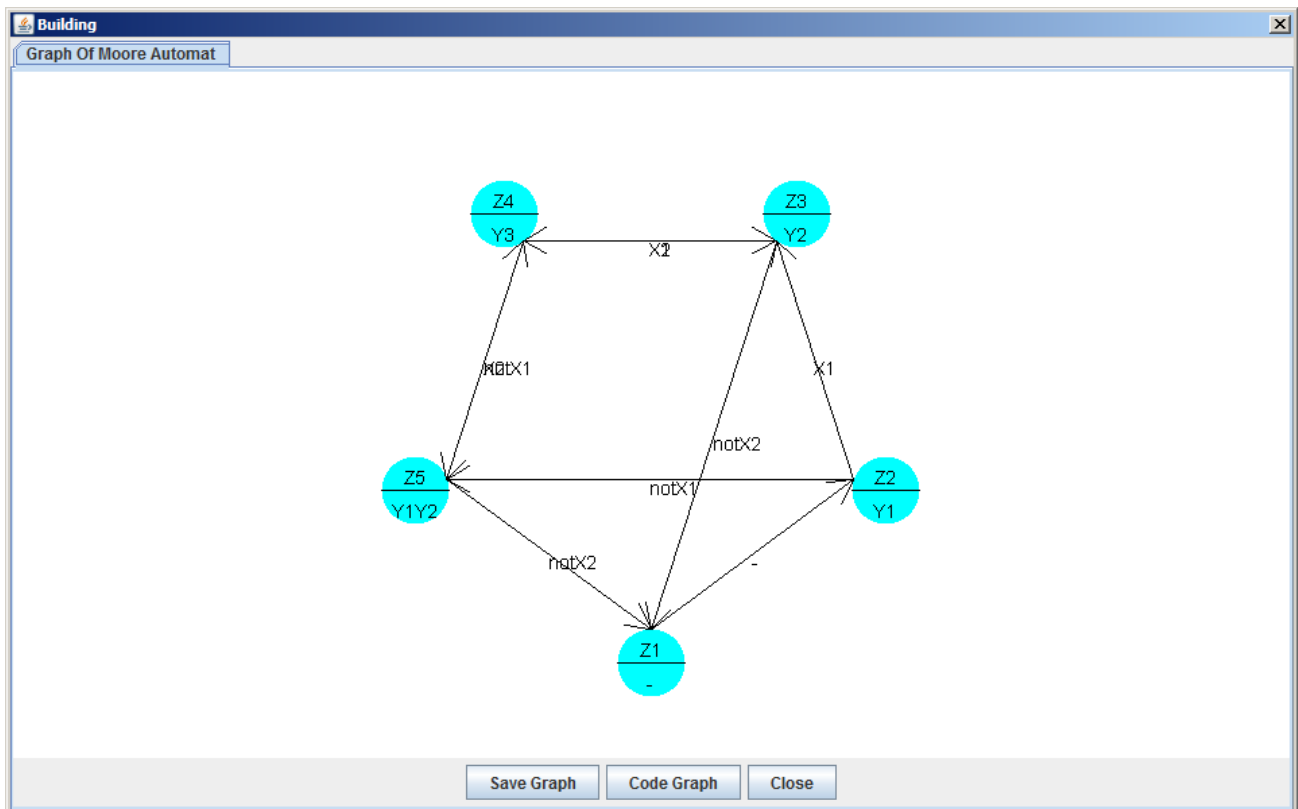 Building
Graph Of Moore Automat
Z4
Y3
Z3
Y2
X1
notX2
Z5
Y1Y2
notX1
Z2
Y1
notX2
-
Z1
-
Save Graph
Code Graph
Close